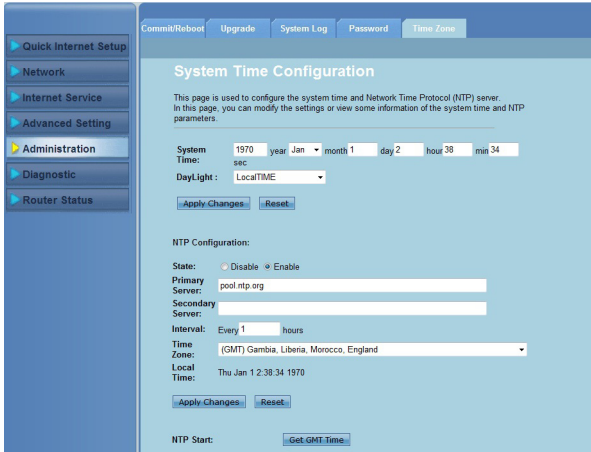 Commit/Reboot Upgrade System Log Password Time Zone
Quick Internet Setup
Network
Internet Service
Advanced Setting
Administration
Diagnostic
Router Status
System Time Configuration
This page is used to configure the system time and Network Time Protocol (NTP) server.
In this page, you can modify the settings or view some information of the system time and NTP
parameters.
System Time: 1970 year Jan month 1 day 2 hour 38 min 34
sec
DayLight : LocalTIME
Apply Changes Reset
NTP Configuration:
State: Disable Enable
Primary Server: pool.ntp.org
Secondary Server:
Interval: Every 1 hours
Time Zone: (GMT) Gambia, Liberia, Morocco, England
Local Time: Thu Jan 1 2:38:34 1970
Apply Changes Reset
NTP Start: Get GMT Time